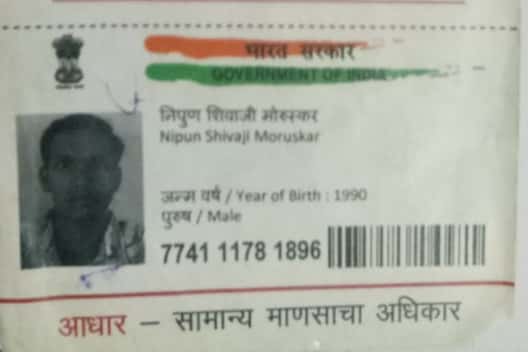 भारत सरकार
GOVERNMENT OF INDIA
निपुण शिवाजी मोरुस्कर
Nipun Shivaji Moruskar
जन्म वर्ष / Year of Birth : 1990
पुरुष / Male
7741 1178 1896
आधार – सामान्य माणसाचा अधिकार